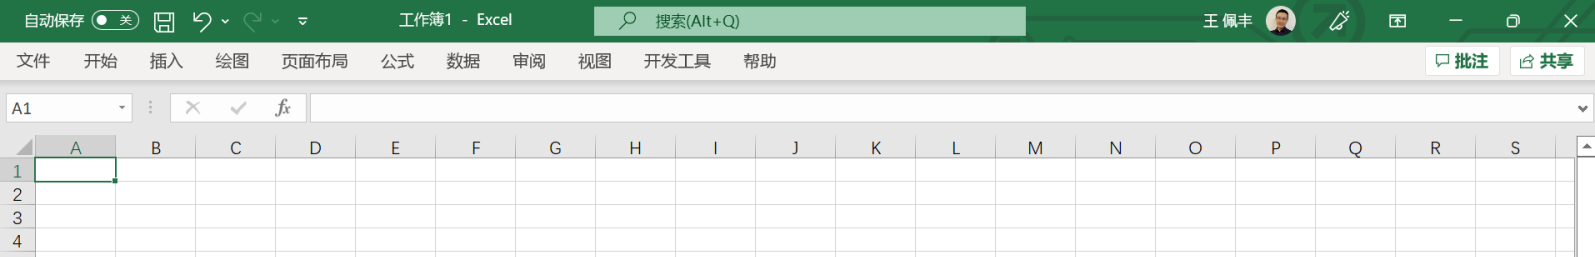 自动保存 关 工作簿1 - Excel 搜索(Alt+Q) 王 佩丰
文件 开始 插入 绘图 页面布局 公式 数据 审阅 视图 开发工具 帮助 批注 共享
A1 fx
A B C D E F G H I J K L M N O P Q R S
1
2
3
4